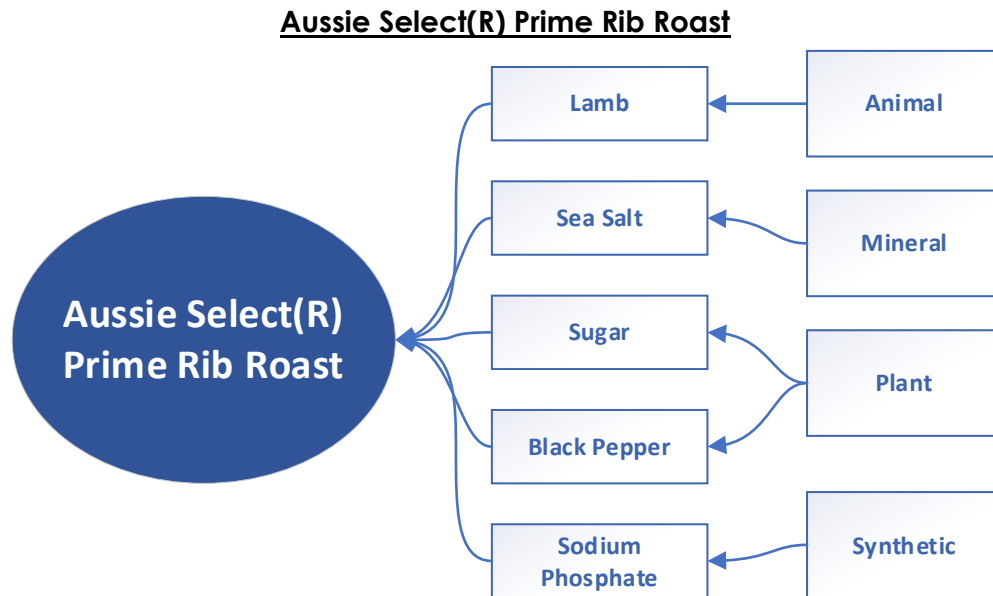 Aussie Select(R) Prime Rib Roast
Lamb
Animal
Sea Salt
Mineral
Aussie Select(R)
Prime Rib Roast
Sugar
Plant
Black Pepper
Sodium
Phosphate
Synthetic